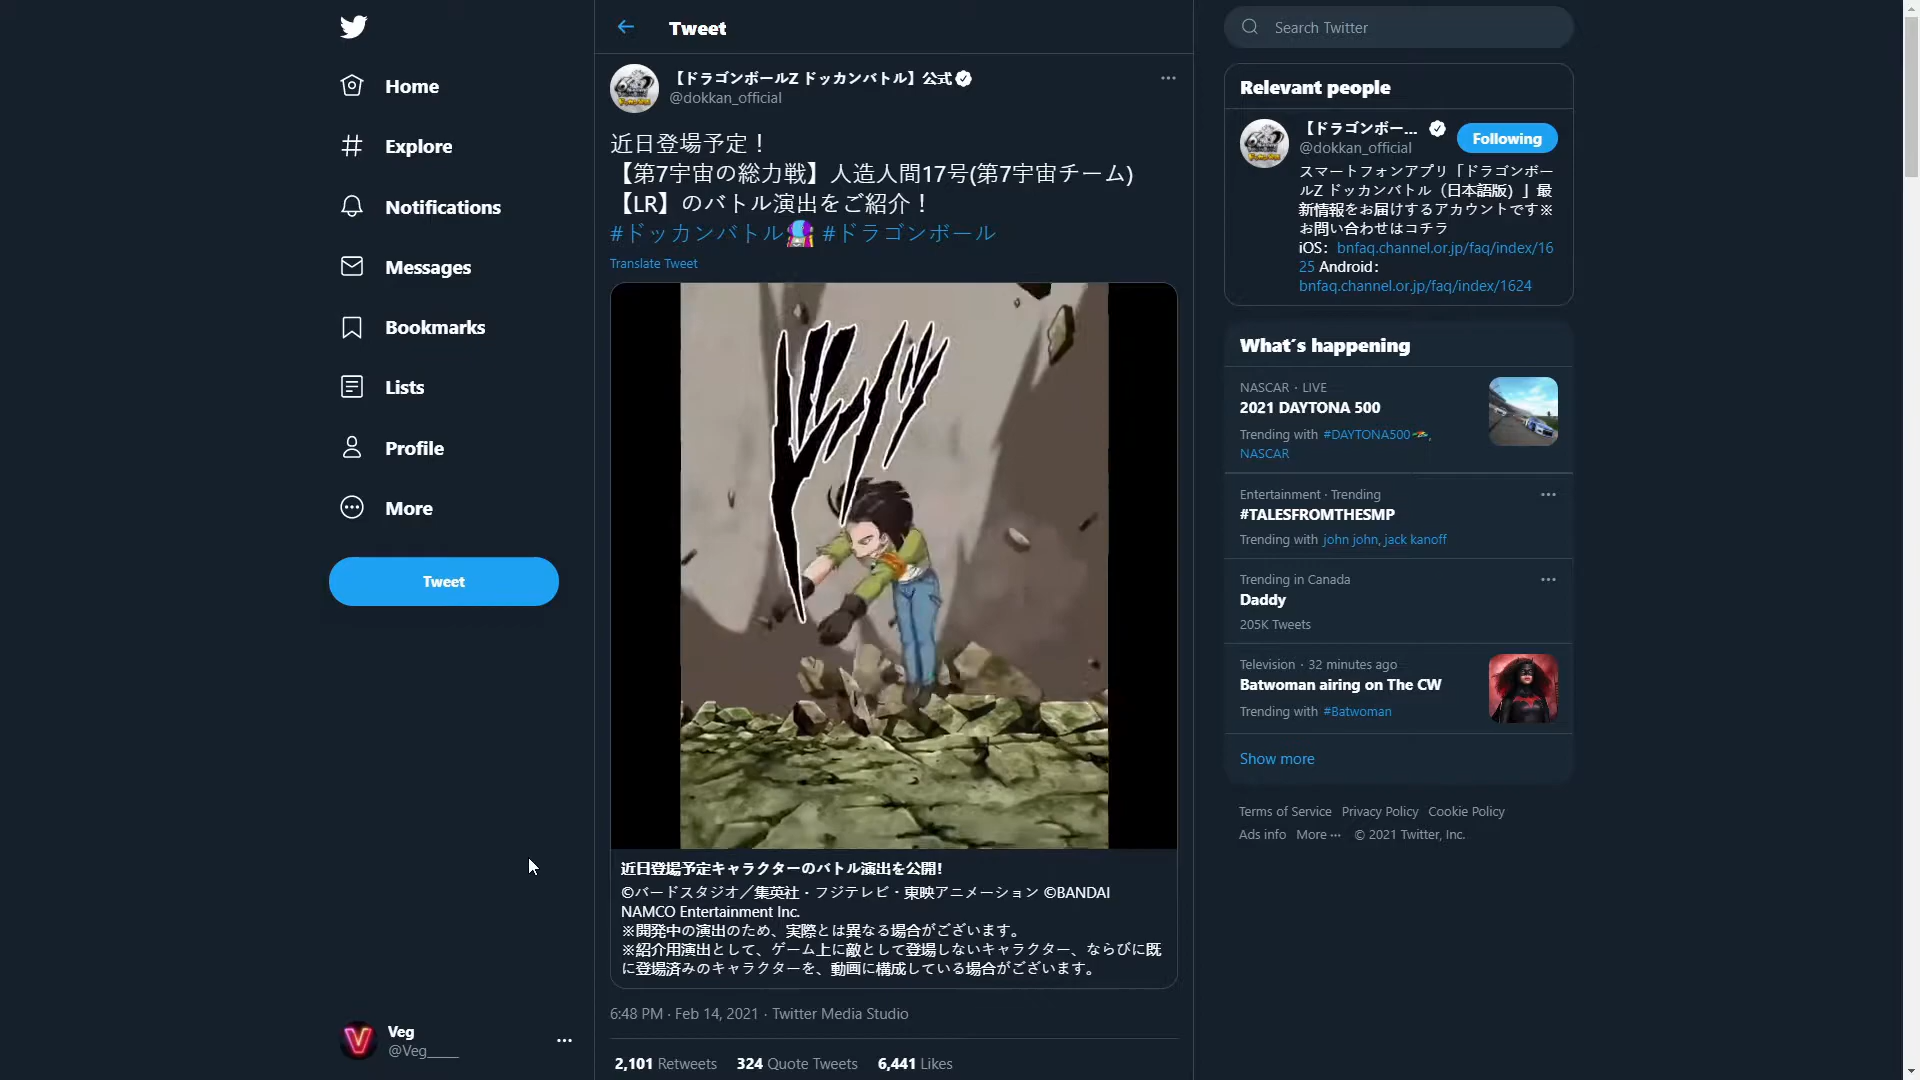 Home
Explore
Notifications
Messages
Bookmarks
Lists
Profile
More
Tweet
Veg
@Veg_____
Tweet
【ドラゴンボールZ ドッカンバトル】公式
@dokkan_official
近日登場予定！
【第7宇宙の総力戦】人造人間17号(第7宇宙チーム)
【LR】のバトル演出をご紹介！
#ドッカンバトル #ドラゴンボール
Translate Tweet
近日登場予定キャラクターのバトル演出を公開!
©バードスタジオ／集英社・フジテレビ・東映アニメーション ©BANDAI
NAMCO Entertainment Inc.
※開発中の演出のため、実際とは異なる場合がございます。
※紹介用演出として、ゲーム上に敵として登場しないキャラクター、ならびに既
に登場済みのキャラクターを、動画に構成している場合がございます。
6:48 PM · Feb 14, 2021 · Twitter Media Studio
2,101 Retweets 324 Quote Tweets 6,441 Likes
Search Twitter
Relevant people
【ドラゴンボー...
@dokkan_official
Following
スマートフォンアプリ「ドラゴンボー
ルZ ドッカンバトル（日本語版）」最
新情報をお届けするアカウントです※
お問い合わせはコチラ
iOS： bnfaq.channel.or.jp/faq/index/16
25 Android：
bnfaq.channel.or.jp/faq/index/1624
What's happening
NASCAR · LIVE
2021 DAYTONA 500
Trending with #DAYTONA500,
NASCAR
Entertainment · Trending
#TALESFROMTHESMP
Trending with john john, jack kanoff
Trending in Canada
Daddy
205K Tweets
Television · 32 minutes ago
Batwoman airing on The CW
Trending with #Batwoman
Show more
Terms of Service Privacy Policy Cookie Policy
Ads info More ··· © 2021 Twitter, Inc.